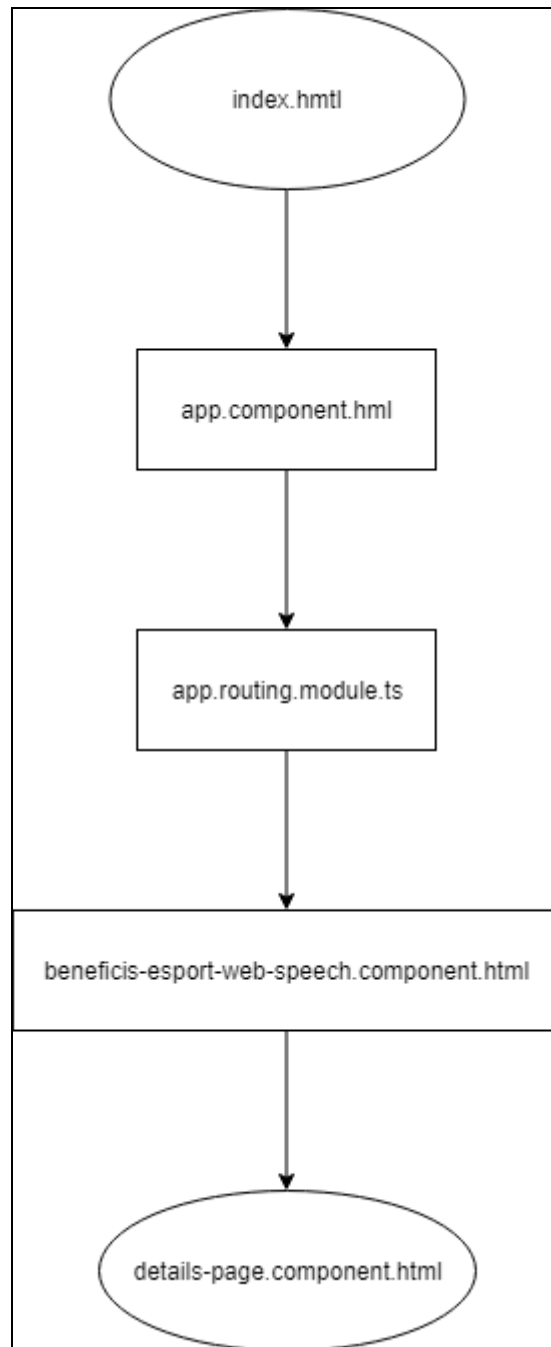 index.hmtl
app.component.hml
app.routing.module.ts
beneficis-esport-web-speech.component.html
details-page.component.html